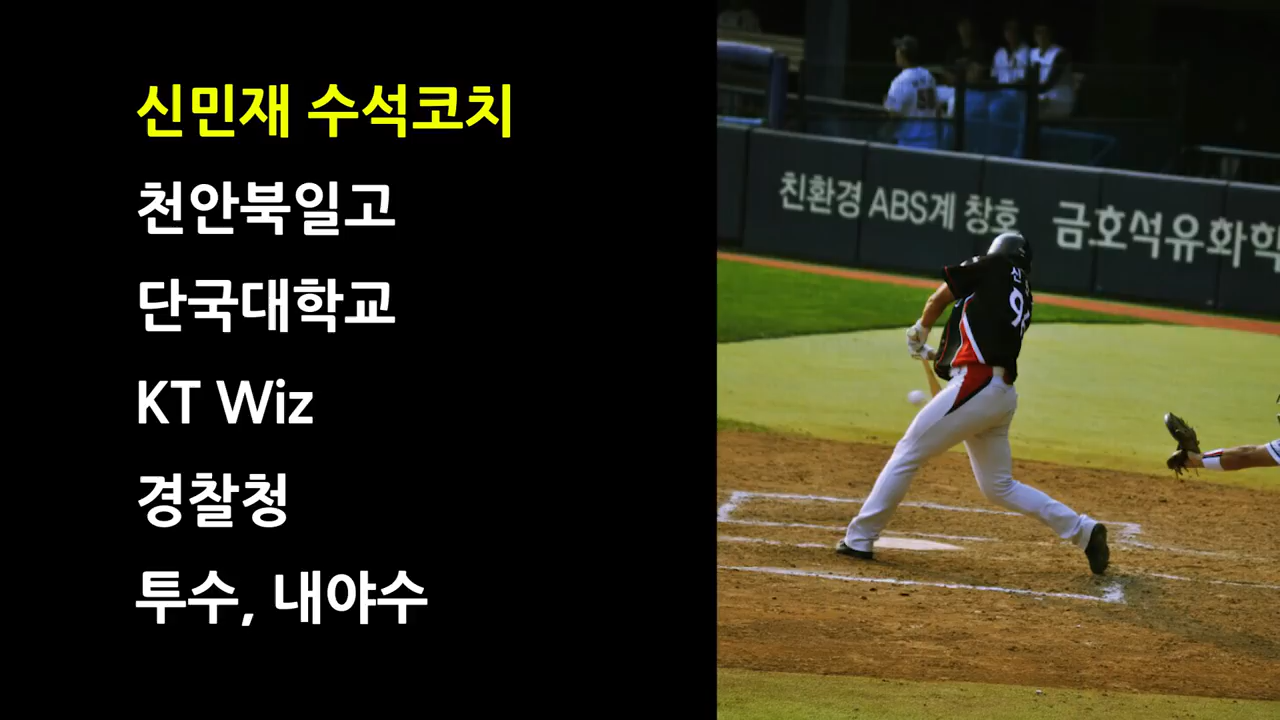 신민재 수석코치
천안북일고
단국대학교
KT Wiz
경찰청
투수, 내야수
친환경 ABS계 창호 금호석유화학
신